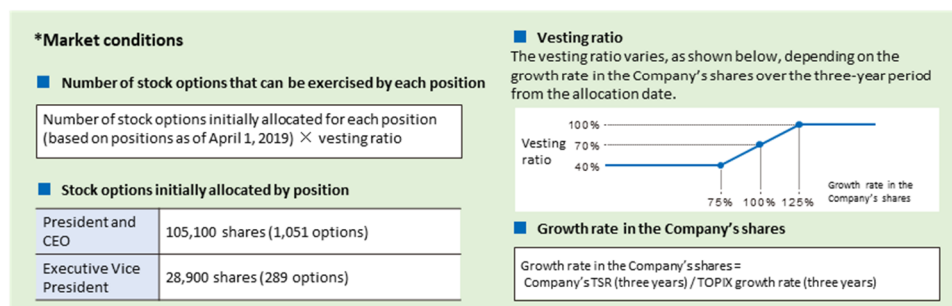 *Market conditions
■ Number of stock options that can be exercised by each position
Number of stock options initially allocated for each position
(based on positions as of April 1, 2019) × vesting ratio
■ Stock options initially allocated by position
President and
CEO
105,100 shares (1,051 options)
Executive Vice
President
28,900 shares (289 options)
■ Vesting ratio
The vesting ratio varies, as shown below, depending on the
growth rate in the Company's shares over the three-year period
from the allocation date.
Vesting
ratio
100%
70%
40%
75% 100% 125%
Growth rate in the
Company's shares
■ Growth rate in the Company's shares
Growth rate in the Company's shares =
Company's TSR (three years) / TOPIX growth rate (three years)